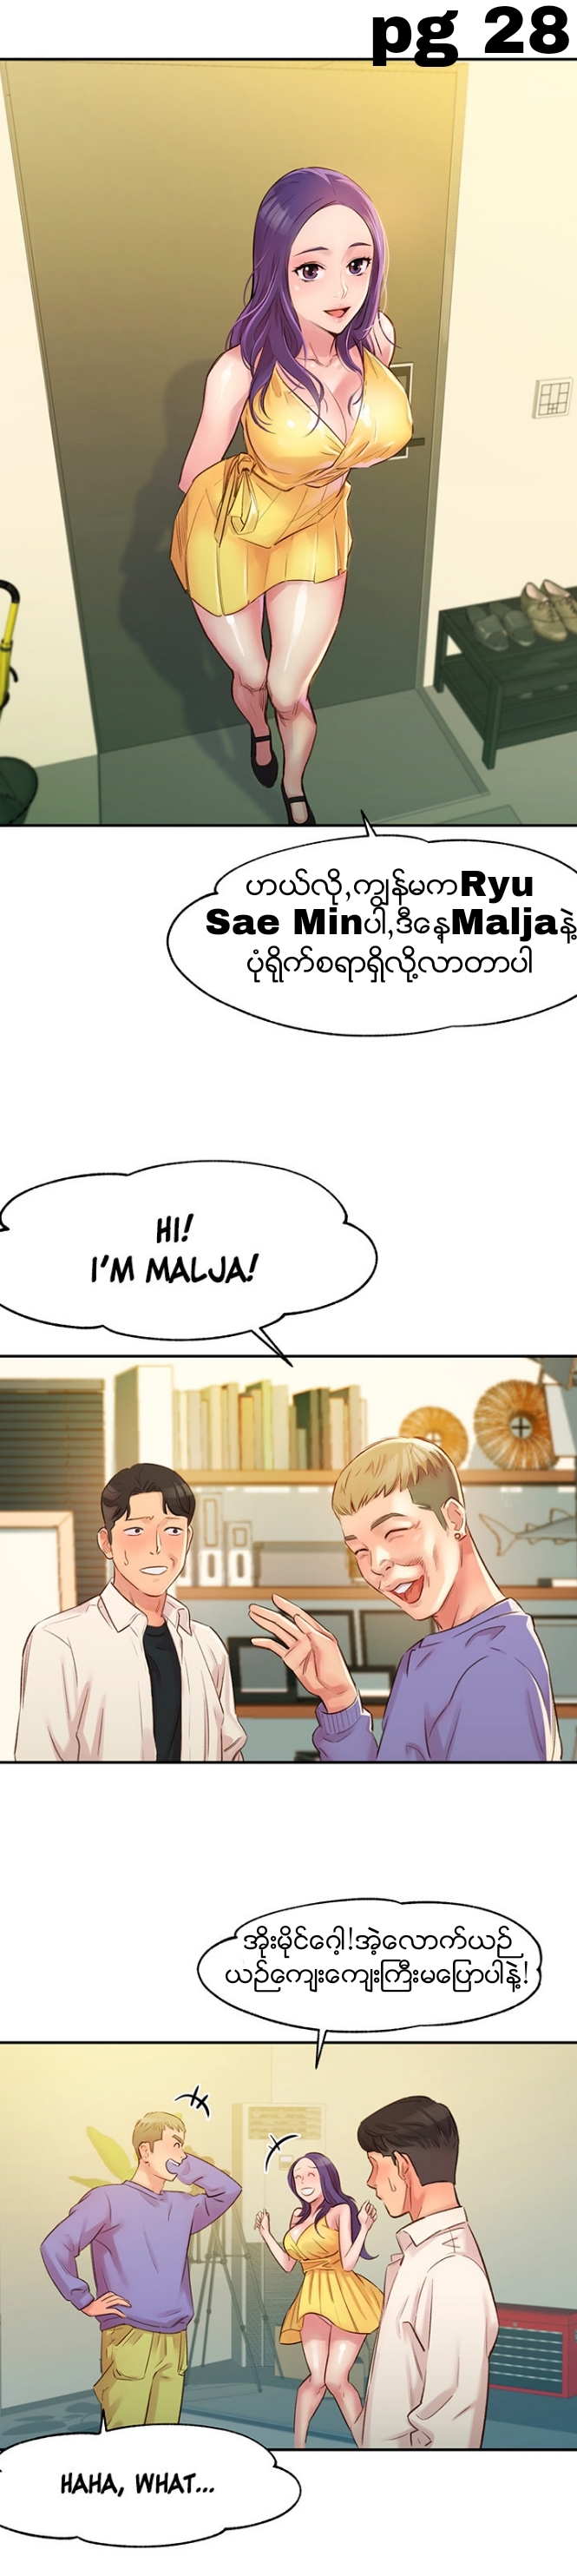 pg 28
ဟယ်လို,ကျွန်မကRyu
Sae Minပါ,ဒီနေ့Maljaနဲ့
ပုံရိုက်စရာရှိလို့လာတာပါ
HI!
I'M MALJA!
အိုးမိုင်ဂေါ့!အဲ့လောက်ယဉ်
ယဉ်ကျေးကျေးကြီးမပြောပါနဲ့!
HAHA, WHAT...